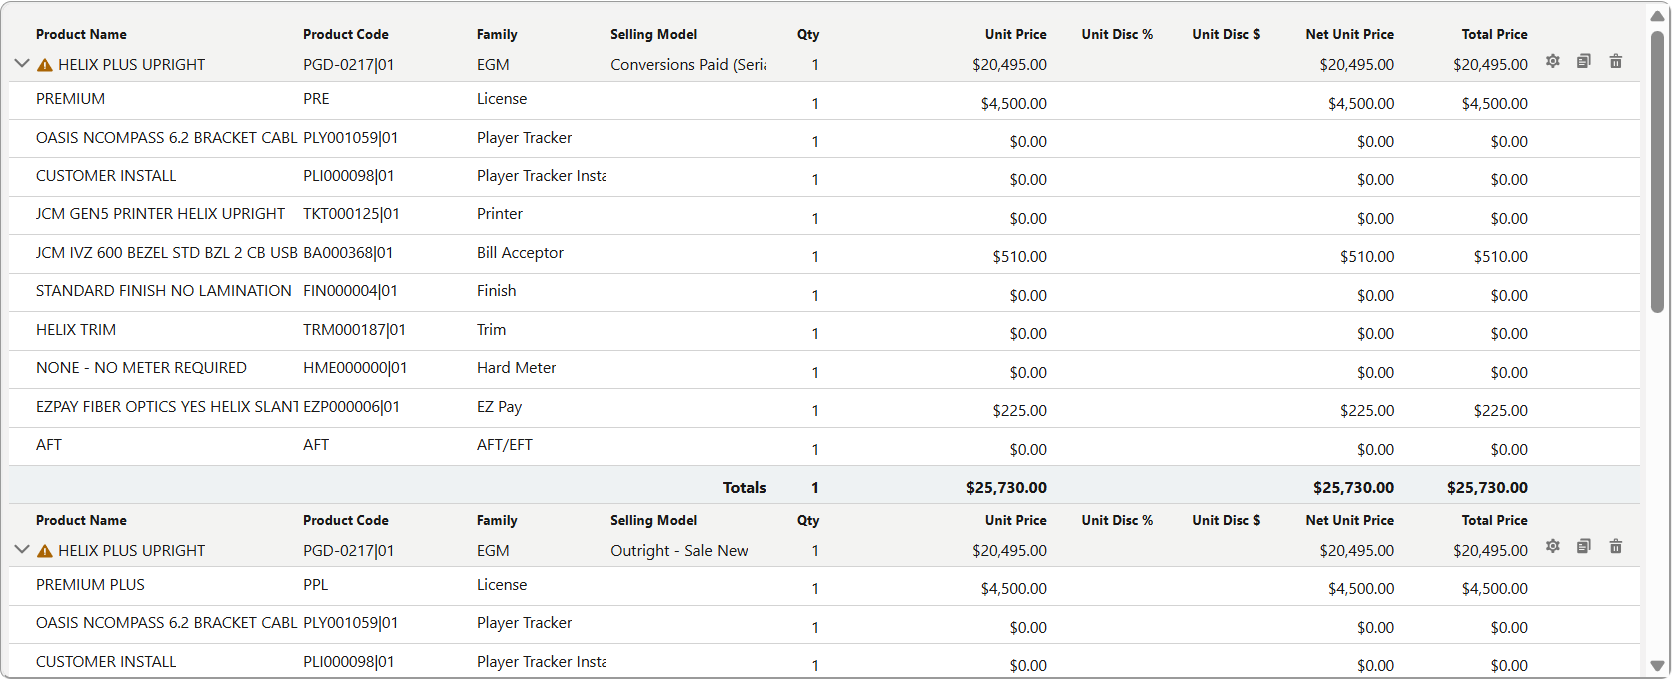 Product Name Product Code Family Selling Model Qty Unit Price Unit Disc % Unit Disc $ Net Unit Price Total Price
HELIX PLUS UPRIGHT PGD-0217|01 EGM Conversions Paid (Seria 1 $20,495.00 $20,495.00 $20,495.00
PREMIUM PRE License 1 $4,500.00 $4,500.00 $4,500.00
OASIS NCOMPASS 6.2 BRACKET CABL PLY001059|01 Player Tracker 1 $0.00 $0.00 $0.00
CUSTOMER INSTALL PLI000098|01 Player Tracker Insta 1 $0.00 $0.00 $0.00
JCM GEN5 PRINTER HELIX UPRIGHT TKT000125|01 Printer 1 $0.00 $0.00 $0.00
JCM IVZ 600 BEZEL STD BZL 2 CB USB BA000368|01 Bill Acceptor 1 $510.00 $510.00 $510.00
STANDARD FINISH NO LAMINATION FIN000004|01 Finish 1 $0.00 $0.00 $0.00
HELIX TRIM TRM000187|01 Trim 1 $0.00 $0.00 $0.00
NONE - NO METER REQUIRED HME000000|01 Hard Meter 1 $0.00 $0.00 $0.00
EZPAY FIBER OPTICS YES HELIX SLANT EZP000006|01 EZ Pay 1 $225.00 $225.00 $225.00
AFT AFT AFT/EFT 1 $0.00 $0.00 $0.00
Totals 1 $25,730.00 $25,730.00 $25,730.00
Product Name Product Code Family Selling Model Qty Unit Price Unit Disc % Unit Disc $ Net Unit Price Total Price
HELIX PLUS UPRIGHT PGD-0217|01 EGM Outright - Sale New 1 $20,495.00 $20,495.00 $20,495.00
PREMIUM PLUS PPL License 1 $4,500.00 $4,500.00 $4,500.00
OASIS NCOMPASS 6.2 BRACKET CABL PLY001059|01 Player Tracker 1 $0.00 $0.00 $0.00
CUSTOMER INSTALL PLI000098|01 Player Tracker Insta 1 $0.00 $0.00 $0.00